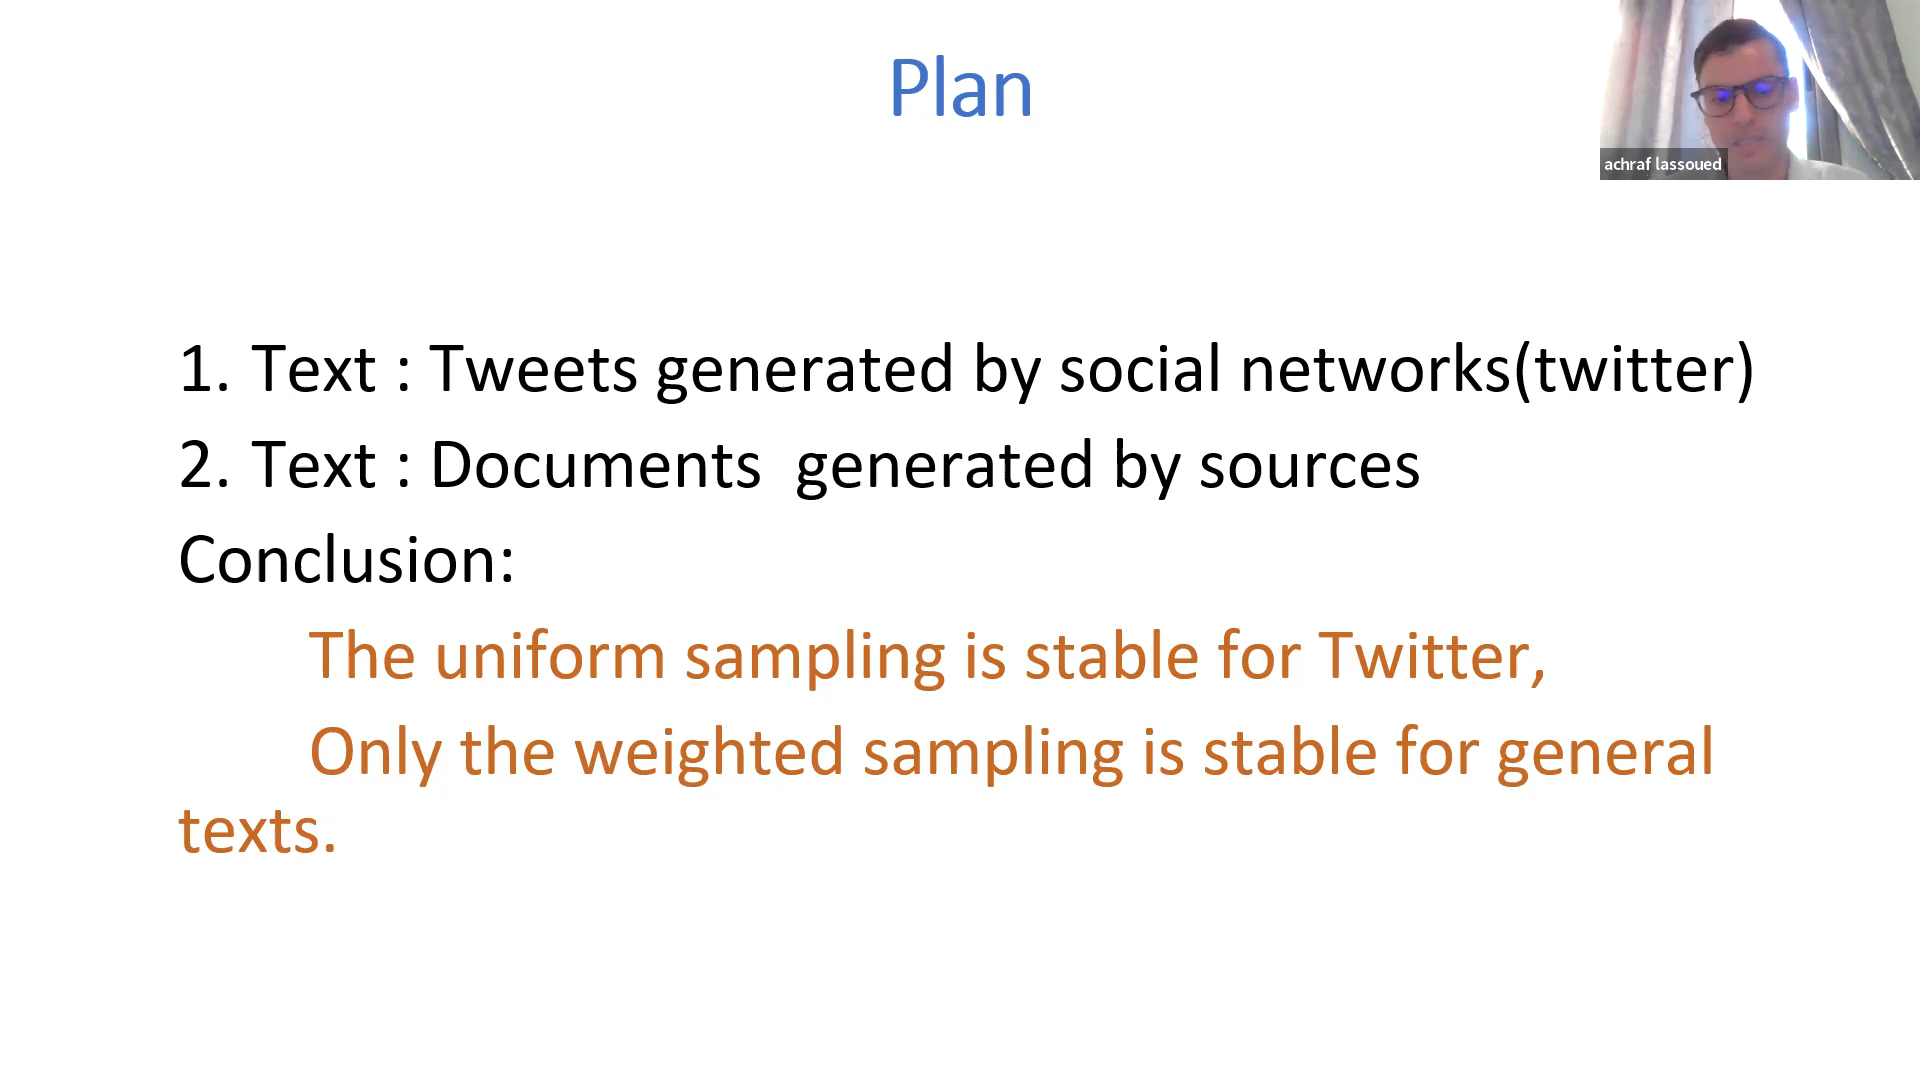 Plan
achraf lassoued
1. Text : Tweets generated by social networks(twitter)
2. Text : Documents  generated by sources
Conclusion:
The uniform sampling is stable for Twitter,
Only the weighted sampling is stable for general
texts.